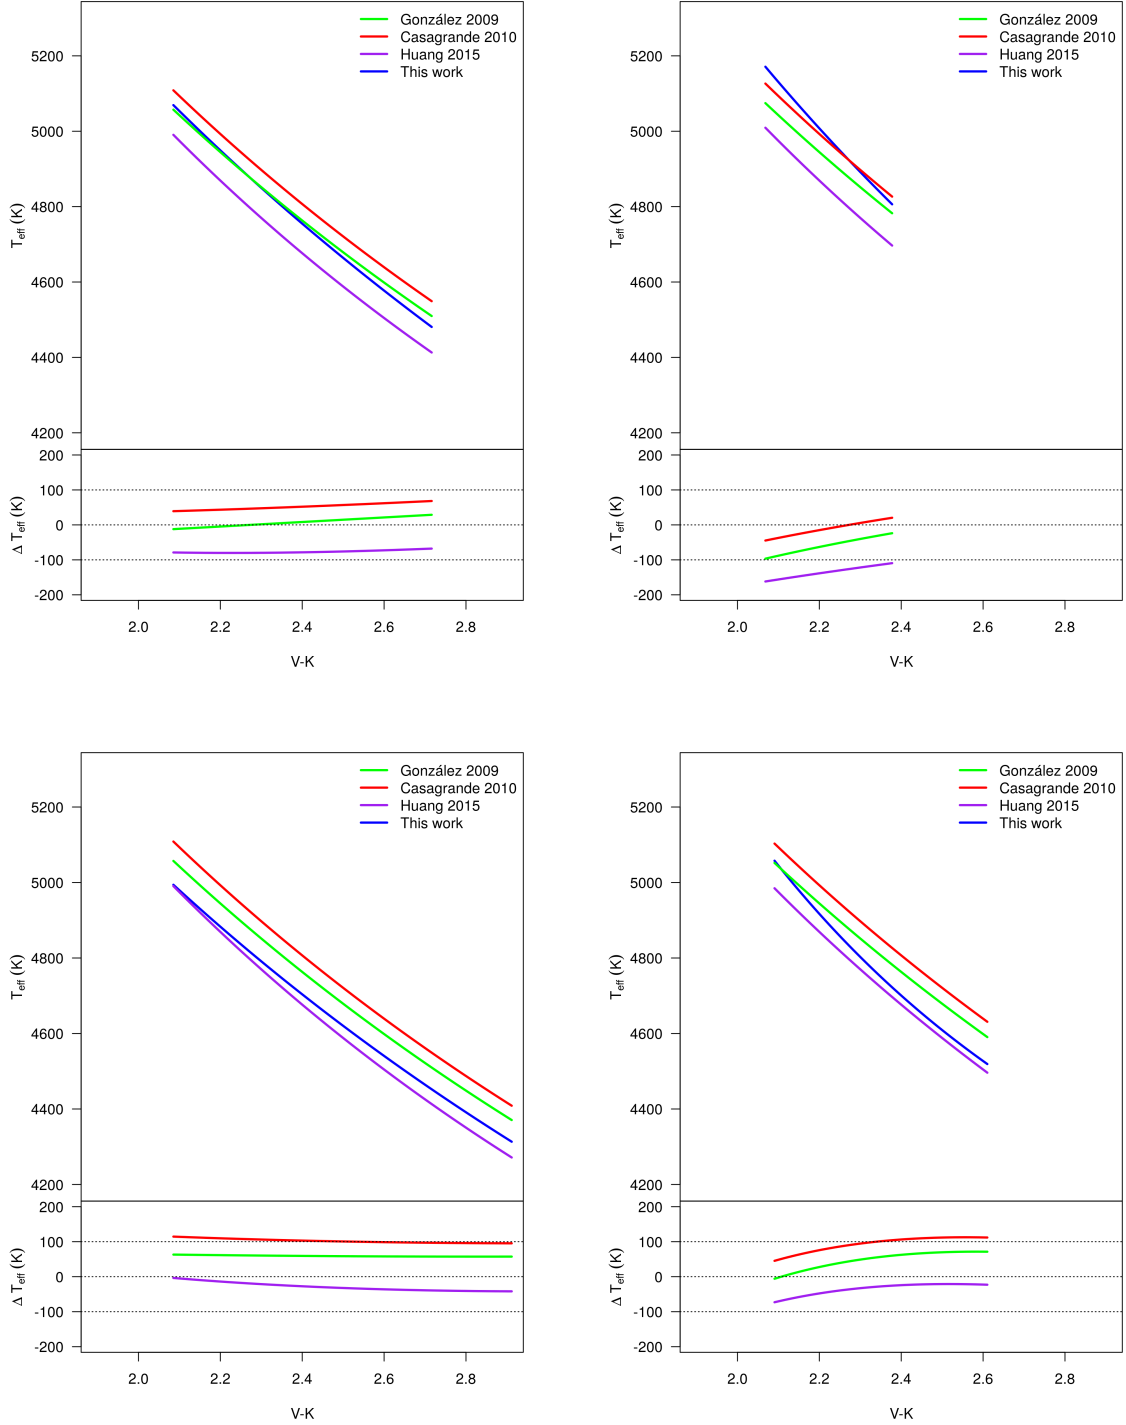 González 2009
Casagrande 2010
Huang 2015
This work
5200
5000
4800
4600
4400
4200
Teff (K)
200
100
0
-100
-200
Δ Teff (K)
2.0 2.2 2.4 2.6 2.8
V-K
González 2009
Casagrande 2010
Huang 2015
This work
5200
5000
4800
4600
4400
4200
Teff (K)
200
100
0
-100
-200
Δ Teff (K)
2.0 2.2 2.4 2.6 2.8
V-K
González 2009
Casagrande 2010
Huang 2015
This work
5200
5000
4800
4600
4400
4200
Teff (K)
200
100
0
-100
-200
Δ Teff (K)
2.0 2.2 2.4 2.6 2.8
V-K
González 2009
Casagrande 2010
Huang 2015
This work
5200
5000
4800
4600
4400
4200
Teff (K)
200
100
0
-100
-200
Δ Teff (K)
2.0 2.2 2.4 2.6 2.8
V-K